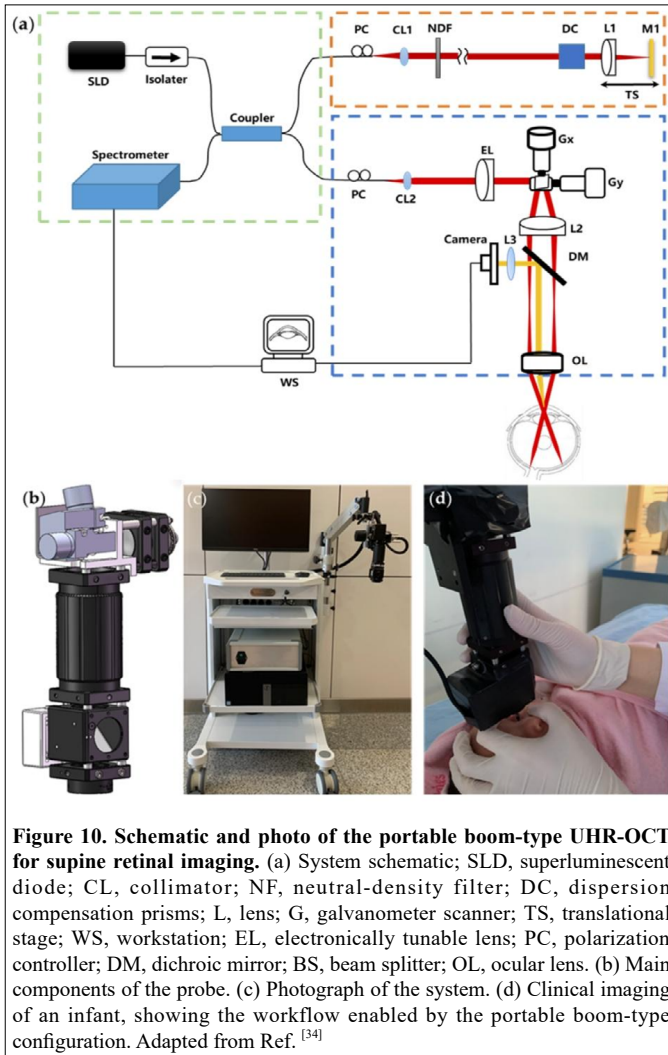 (a)
SLD
Isolater
Coupler
Spectrometer
PC
CL1
NDF
DC
L1
M1
TS
PC
CL2
EL
Gx
Gy
L2
Camera
L3
DM
OL
WS
(b)
(c)
(d)
Figure 10. Schematic and photo of the portable boom-type UHR-OCT
for supine retinal imaging. (a) System schematic; SLD, superluminescent
diode; CL, collimator; NF, neutral-density filter; DC, dispersion
compensation prisms; L, lens; G, galvanometer scanner; TS, translational
stage; WS, workstation; EL, electronically tunable lens; PC, polarization
controller; DM, dichroic mirror; BS, beam splitter; OL, ocular lens. (b) Main
components of the probe. (c) Photograph of the system. (d) Clinical imaging
of an infant, showing the workflow enabled by the portable boom-type
configuration. Adapted from Ref. [34]